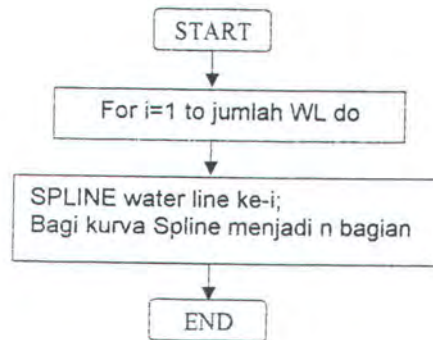 START
For i=1 to jumlah WL do
SPLINE water line ke-i;
Bagi kurva Spline menjadi n bagian
END